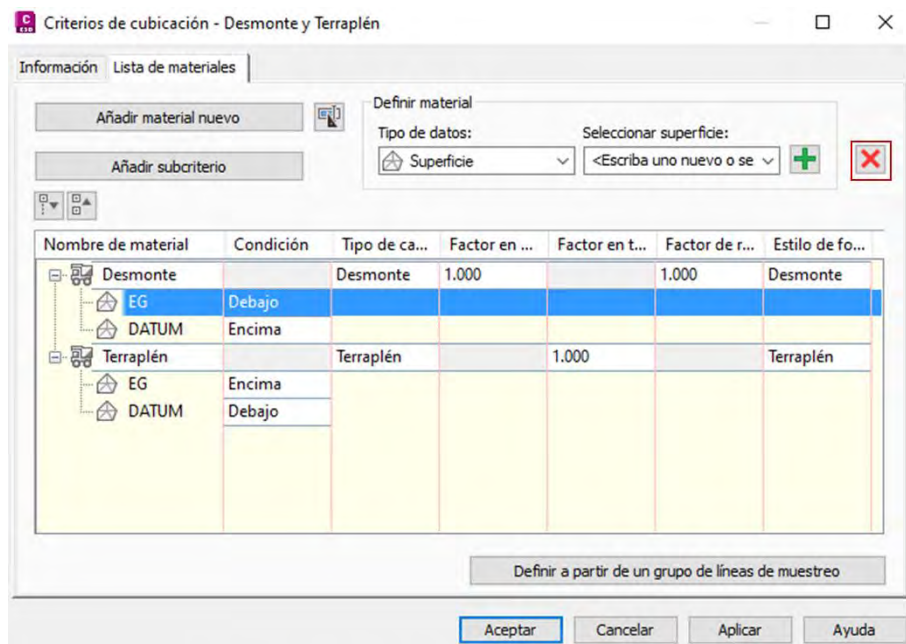 Criterios de cubicación - Desmonte y Terraplén
Información Lista de materiales
Añadir material nuevo
Añadir subcriterio
Definir material
Tipo de datos: Seleccionar superficie:
Superficie <Escriba uno nuevo o se
Nombre de material Condición Tipo de ca... Factor en ... Factor en t... Factor de r... Estilo de fo...
Desmonte Desmonte 1.000 1.000 Desmonte
EG Debajo
DATUM Encima
Terraplén Terraplén 1.000 Terraplén
EG Encima
DATUM Debajo
Definir a partir de un grupo de líneas de muestreo
Aceptar Cancelar Aplicar Ayuda